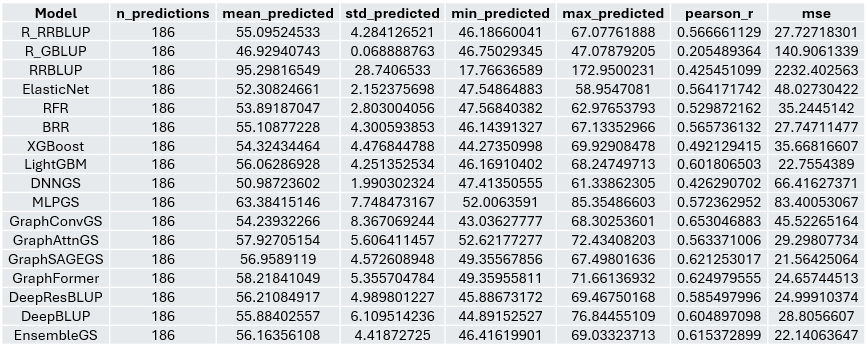 Model n_predictions mean_predicted std_predicted min_predicted max_predicted pearson_r mse
R_RRBLUP 186 55.09524533 4.284126521 46.18660041 67.07761888 0.566661129 27.72718301
R_GBLUP 186 46.92940743 0.068888763 46.75029345 47.07879205 0.205489364 140.9061339
RRBLUP 186 95.29816549 28.7406533 17.76636589 172.9500231 0.425451099 2232.402563
ElasticNet 186 52.30824661 2.152375698 47.54864883 58.9547081 0.564171742 48.02730422
RFR 186 53.89187047 2.803004056 47.56840382 62.97653793 0.529872162 35.2445142
BRR 186 55.10877228 4.300593853 46.14391327 67.13352966 0.565736132 27.74711477
XGBoost 186 54.32434464 4.476844788 44.27350998 69.92908478 0.492129415 35.66816607
LightGBM 186 56.06286928 4.251352534 46.16910402 68.24749713 0.601806503 22.7554389
DNNGS 186 50.98723602 1.990302324 47.41350555 61.33862305 0.426290702 66.41627371
MLPGS 186 63.38415146 7.748473167 52.0063591 85.35486603 0.572362952 83.40053067
GraphConvGS 186 54.23932266 8.367069244 43.03627777 68.30253601 0.653046883 45.52265164
GraphAttnGS 186 57.92705154 5.606411457 52.62177277 72.43408203 0.563371006 29.29807734
GraphSAGEGS 186 56.9589119 4.572608948 49.35567856 67.49801636 0.621253017 21.56425064
GraphFormer 186 58.21841049 5.355704784 49.35955811 71.66136932 0.624979555 24.65744513
DeepResBLUP 186 56.21084917 4.989801227 45.88673172 69.46750168 0.585497996 24.99910374
DeepBLUP 186 55.88402557 6.109514236 44.89152527 76.84455109 0.604897098 28.8056607
EnsembleGS 186 56.16356108 4.41872725 46.41619901 69.03323713 0.615372899 22.14063647